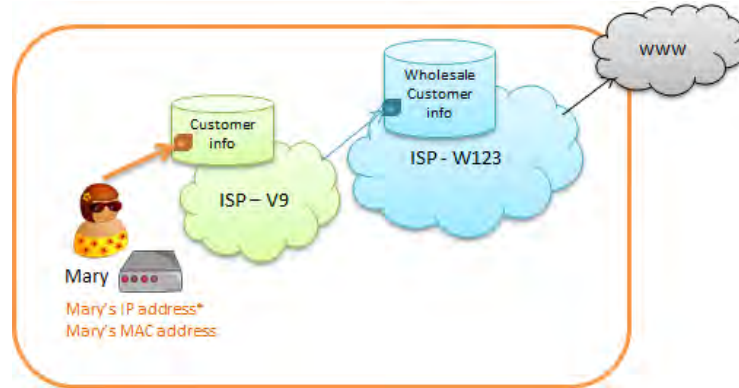 www
Wholesale
Customer
info
Customer
info
ISP - W123
ISP – V9
Mary
Mary's IP address*
Mary's MAC address